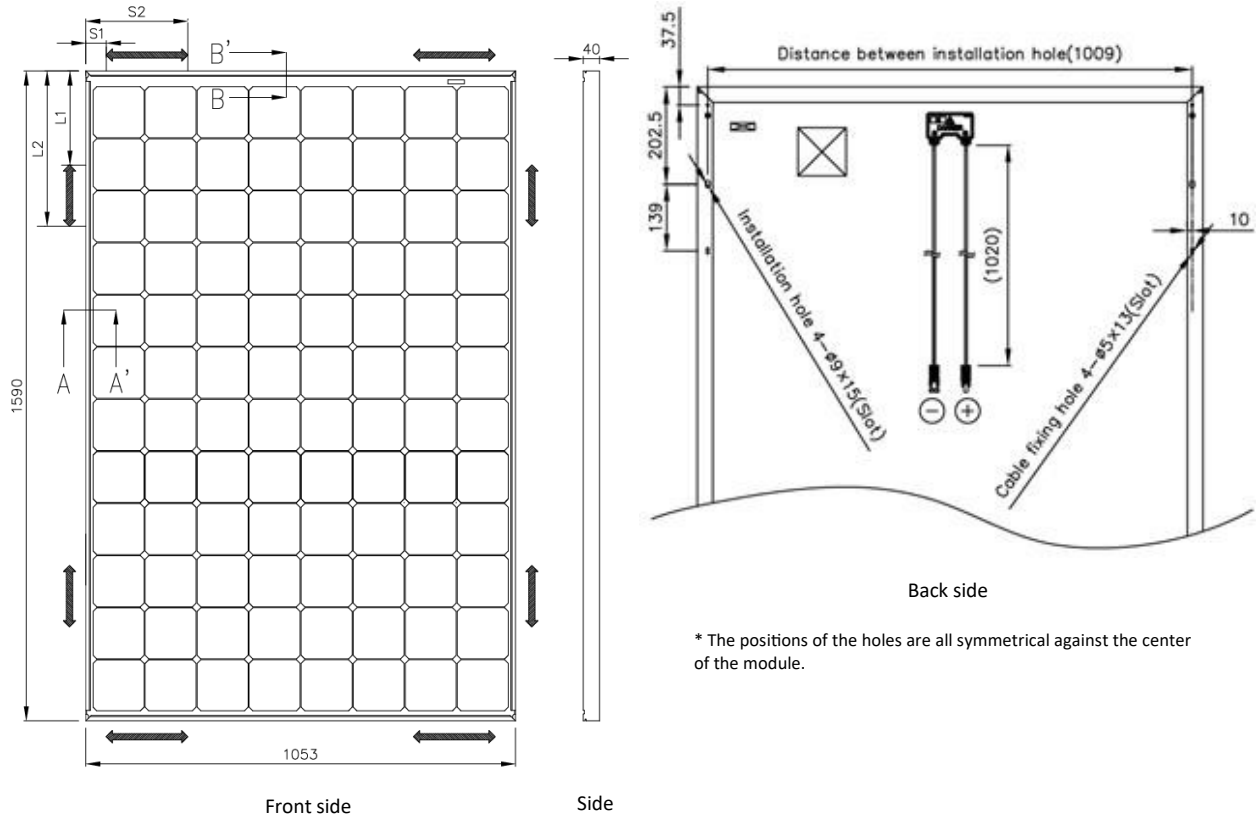 S2
S1
B'
B
L1
L2
A
A'
1590
1053
Front side
40
Side
37.5
Distance between installation hole(1009)
202.5
139
10
(1020)
Installation hole 4-ø9×15(Slot)
Cable fixing hole 4-ø5×13(Slot)
−
+
Back side
* The positions of the holes are all symmetrical against the center
of the module.